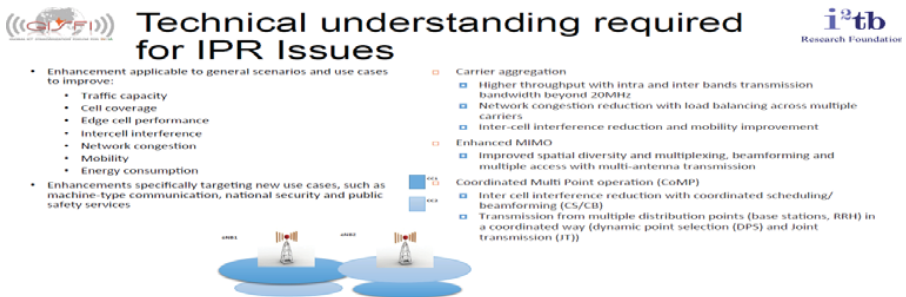 GISFI
Technical understanding required
for IPR Issues
i²tb
Research Foundation
• Enhancement applicable to general scenarios and use cases
to improve:
• Traffic capacity
• Cell coverage
• Edge cell performance
• Intercell interference
• Network congestion
• Mobility
• Energy consumption
• Enhancements specifically targeting new use cases, such as
machine-type communication, national security and public
safety services
Carrier aggregation
Higher throughput with intra and inter bands transmission
bandwidth beyond 20MHz
Network congestion reduction with load balancing across multiple
carriers
Inter-cell interference reduction and mobility improvement
Enhanced MIMO
Improved spatial diversity and multiplexing, beamforming and
multiple access with multi-antenna transmission
Coordinated Multi Point operation (CoMP)
Inter cell interference reduction with coordinated scheduling/
beamforming (CS/CB)
Transmission from multiple distribution points (base stations, RRH) in
a coordinated way (dynamic point selection (DPS) and Joint
transmission (JT))
CC1
CC2
eNB1
eNB2